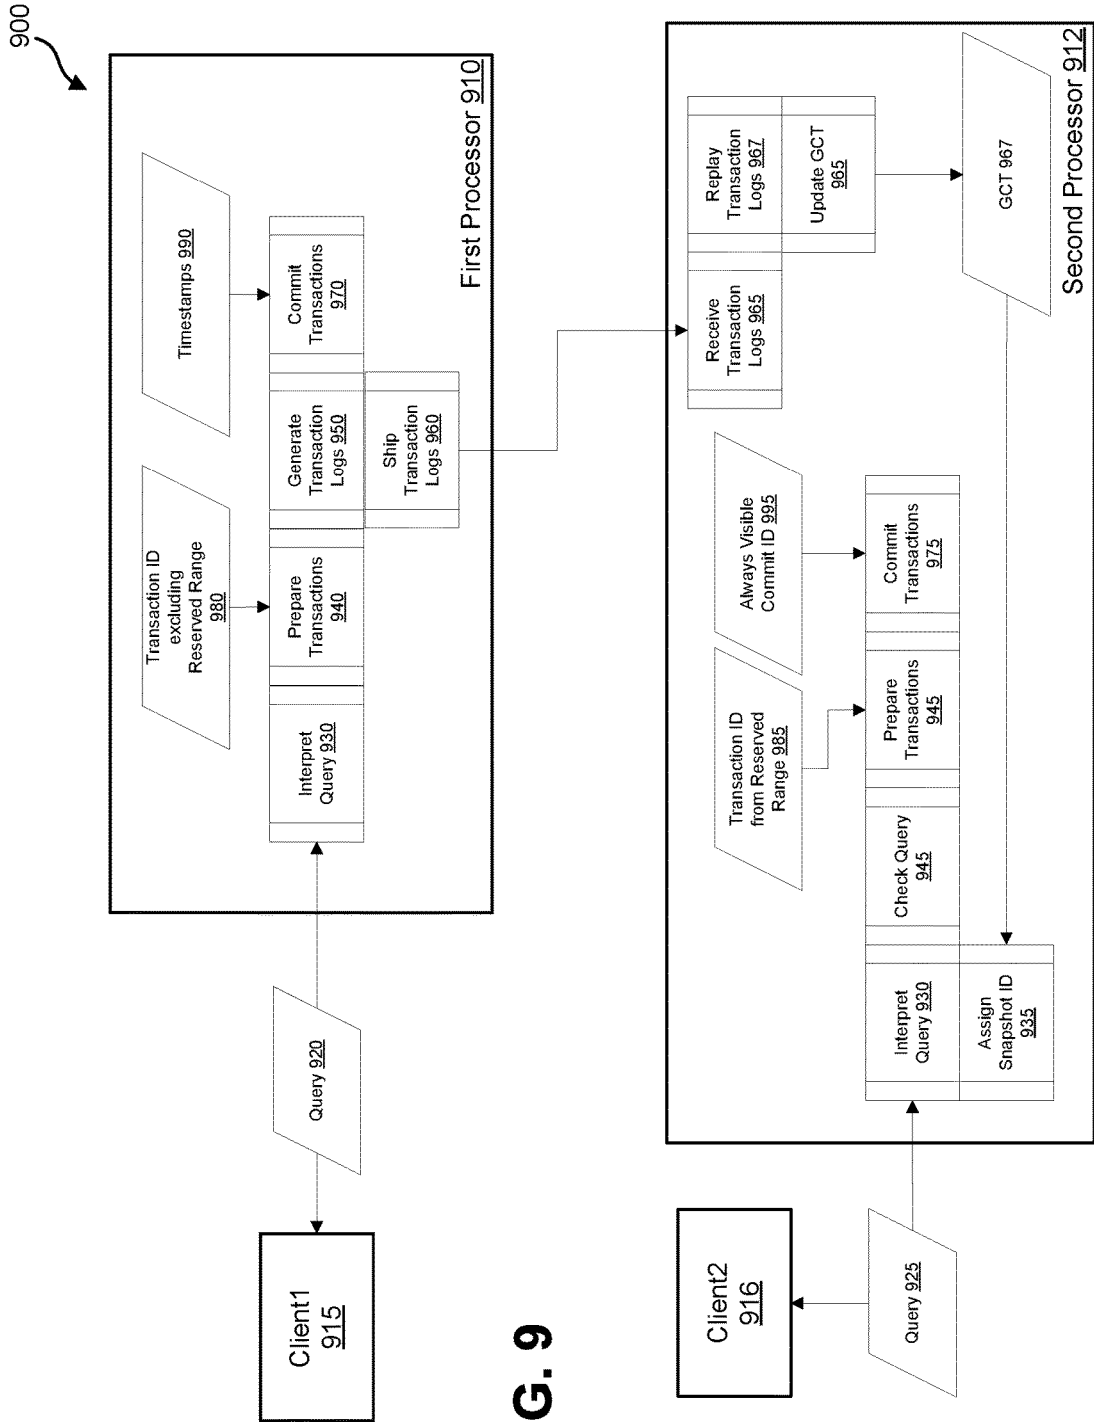 900
Timestamps 990
Transaction ID
excluding
Reserved Range
980
Interpret
Query 930
Prepare
Transactions
940
Generate
Transaction
Logs 950
Commit
Transactions
970
Ship
Transaction
Logs 960
First Processor 910
Query 920
Client1
915
G. 9
Client2
916
Query 925
Interpret
Query 930
Assign
Snapshot ID
935
Check Query
945
Prepare
Transactions
945
Commit
Transactions
975
Transaction ID
from Reserved
Range 985
Always Visible
Commit ID 995
Receive
Transaction
Logs 965
Replay
Transaction
Logs 967
Update GCT
965
GCT 967
Second Processor 912